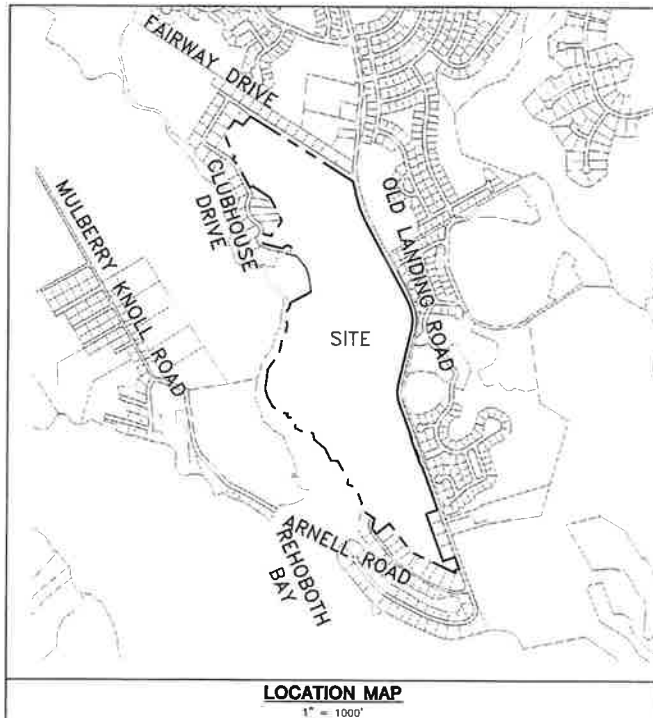 FAIRWAY DRIVE
CLUBHOUSE
DRIVE
OLD LANDING ROAD
MULBERRY KNOLL ROAD
SITE
ARNELL ROAD
REHOBOTH
BAY
LOCATION MAP
1" = 1000'